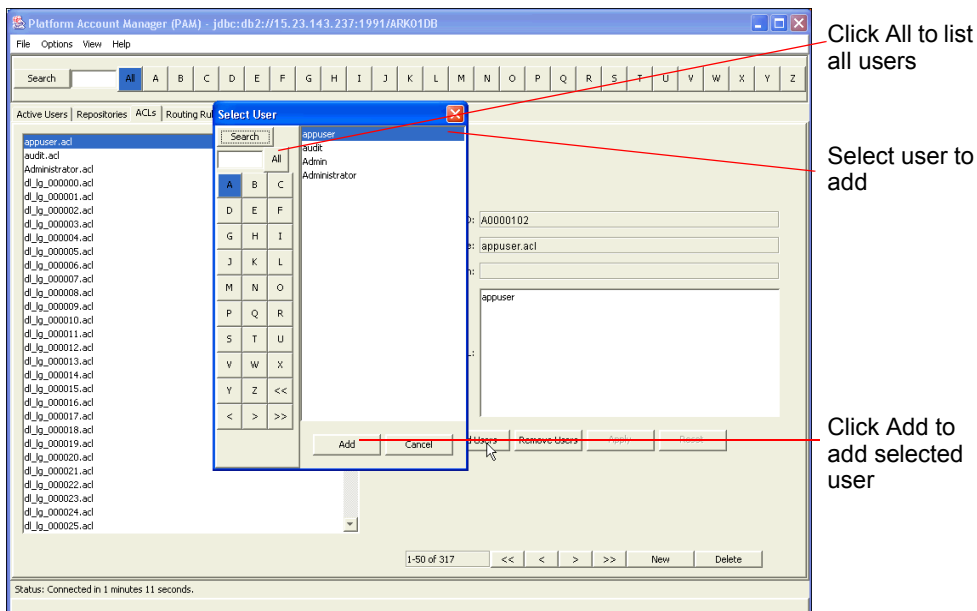 Platform Account Manager (PAM) - jdbc:db2://15.23.143.237:1991/ARK01DB
File Options View Help
Search All A B C D E F G H I J K L M N O P Q R S T U V W X Y Z
Active Users Repositories ACLs Routing Ru
appuser.acl
audit.acl
Administrator.acl
dl_lg_000000.acl
dl_lg_000001.acl
dl_lg_000002.acl
dl_lg_000003.acl
dl_lg_000004.acl
dl_lg_000005.acl
dl_lg_000006.acl
dl_lg_000007.acl
dl_lg_000008.acl
dl_lg_000009.acl
dl_lg_000010.acl
dl_lg_000011.acl
dl_lg_000012.acl
dl_lg_000013.acl
dl_lg_000014.acl
dl_lg_000015.acl
dl_lg_000016.acl
dl_lg_000017.acl
dl_lg_000018.acl
dl_lg_000019.acl
dl_lg_000020.acl
dl_lg_000021.acl
dl_lg_000022.acl
dl_lg_000023.acl
dl_lg_000024.acl
dl_lg_000025.acl
Select User
Search
All
A B C
D E F
G H I
J K L
M N O
P Q R
S T U
V W X
Y Z <<
< > >>
appuser
audit
Admin
Administrator
Add Cancel
A0000102
appuser.acl
appuser
Users Remove Users Apply Reset
1-50 of 317 << < > >> New Delete
Status: Connected in 1 minutes 11 seconds.
Click All to list
all users
Select user to
add
Click Add to
add selected
user